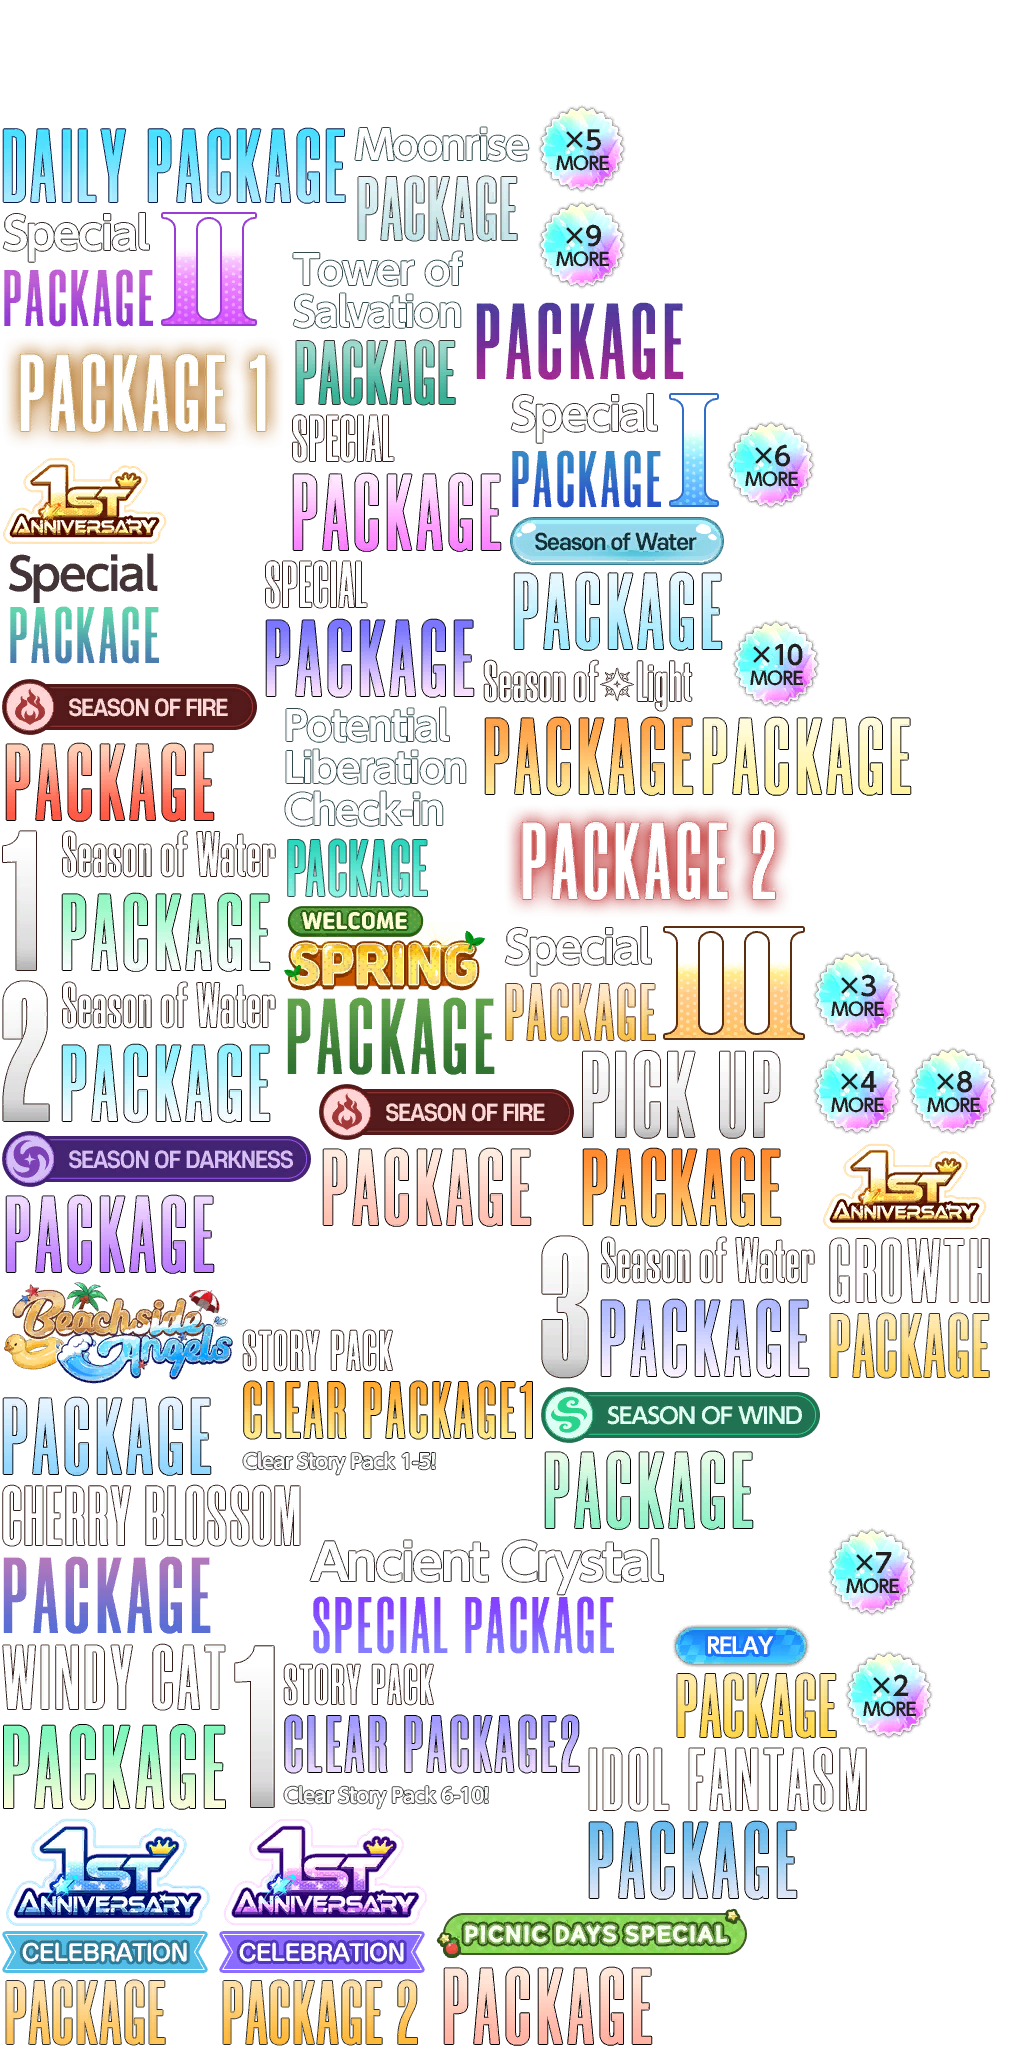 DAILY PACKAGE
Moonrise
PACKAGE
×5
MORE
×9
MORE
Special
PACKAGE II
Tower of
Salvation
PACKAGE
PACKAGE
PACKAGE 1
SPECIAL
PACKAGE
Special
PACKAGE I
×6
MORE
1ST
ANNIVERSARY
Special
PACKAGE
Season of Water
PACKAGE
SPECIAL
PACKAGE
×10
MORE
Season of Light
PACKAGE
PACKAGE
SEASON OF FIRE
PACKAGE
Potential
Liberation
Check-in
PACKAGE
PACKAGE 2
1 Season of Water
PACKAGE
WELCOME
SPRING
PACKAGE
Special
PACKAGE III
×3
MORE
2 Season of Water
PACKAGE
PICK UP
PACKAGE
×4
MORE
×8
MORE
SEASON OF FIRE
PACKAGE
SEASON OF DARKNESS
PACKAGE
1ST
ANNIVERSARY
GROWTH
PACKAGE
3 Season of Water
PACKAGE
Beachside
Angels
PACKAGE
STORY PACK
CLEAR PACKAGE1
Clear Story Pack 1-5!
SEASON OF WIND
PACKAGE
CHERRY BLOSSOM
PACKAGE
Ancient Crystal
SPECIAL PACKAGE
×7
MORE
RELAY
PACKAGE
×2
MORE
WINDY CAT
PACKAGE
1
STORY PACK
CLEAR PACKAGE2
Clear Story Pack 6-10!
IDOL FANTASM
PACKAGE
1ST
ANNIVERSARY
CELEBRATION
PACKAGE
1ST
ANNIVERSARY
CELEBRATION
PACKAGE 2
PICNIC DAYS SPECIAL
PACKAGE